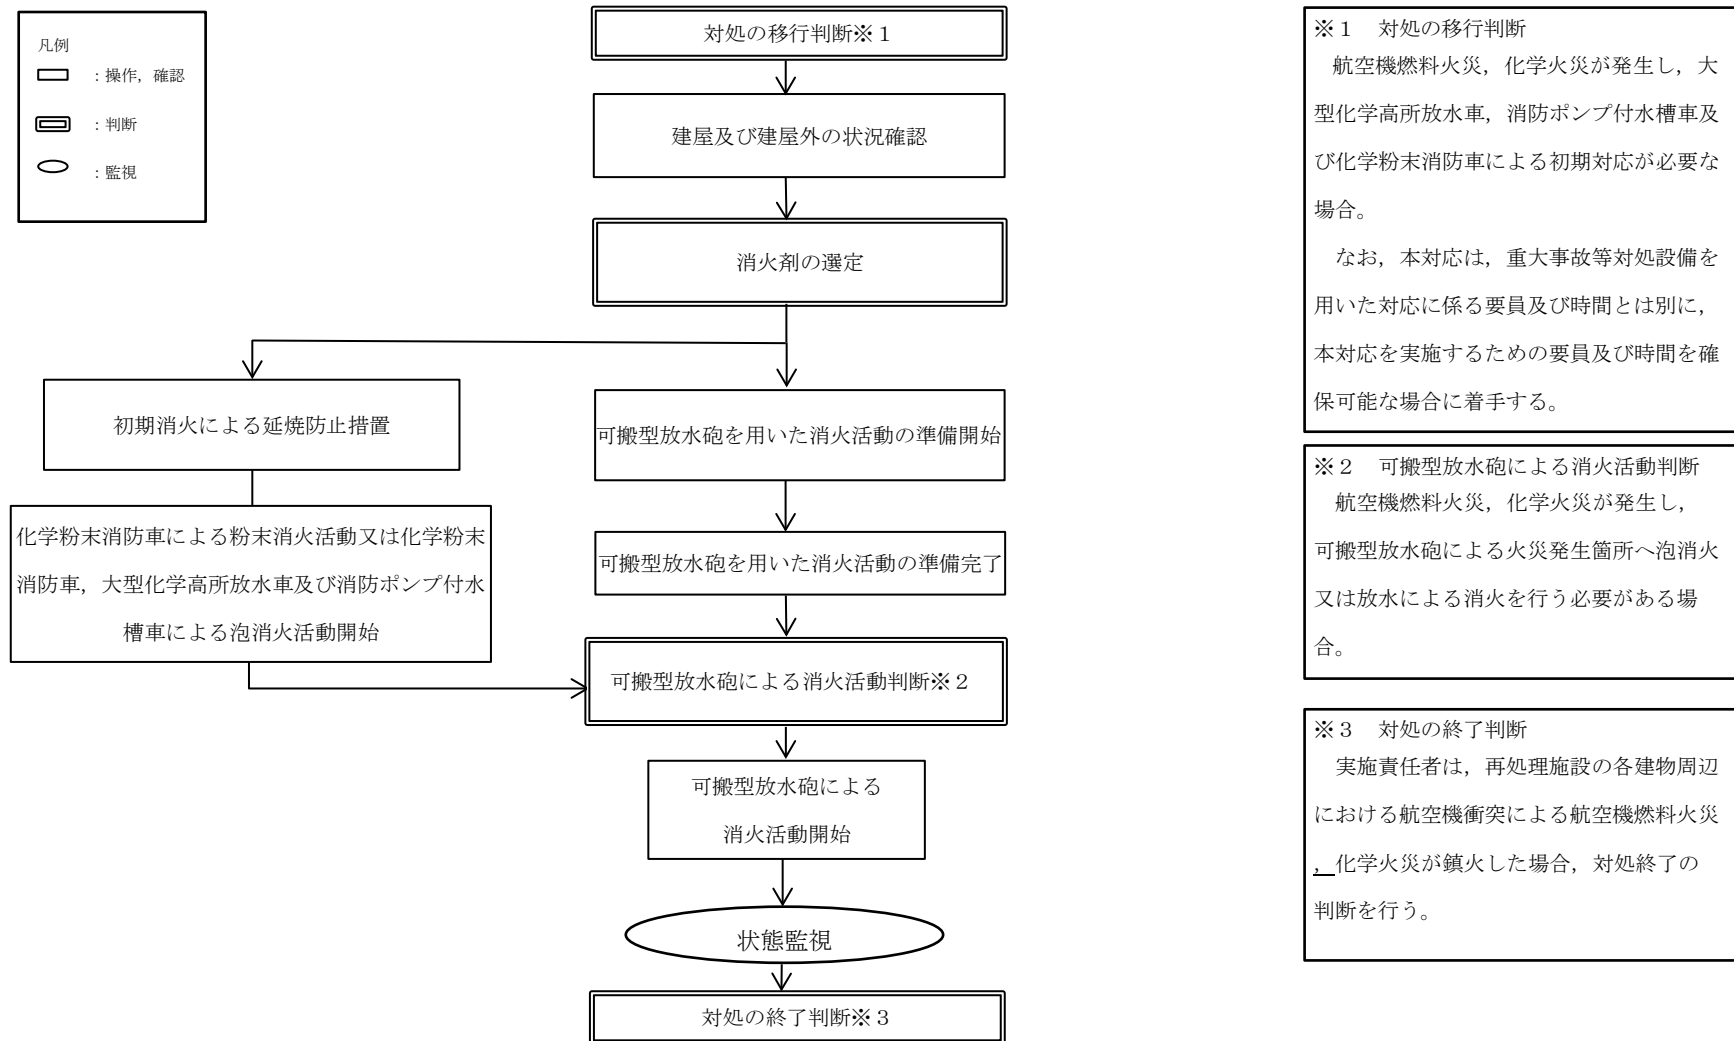 凡例
：操作，確認
：判断
：監視
対処の移行判断※１
建屋及び建屋外の状況確認
消火剤の選定
初期消火による延焼防止措置
化学粉末消防車による粉末消火活動又は化学粉末
消防車，大型化学高所放水車及び消防ポンプ付水
槽車による泡消火活動開始
可搬型放水砲を用いた消火活動の準備開始
可搬型放水砲を用いた消火活動の準備完了
可搬型放水砲による消火活動判断※２
可搬型放水砲による
消火活動開始
状態監視
対処の終了判断※３
※１　対処の移行判断
航空機燃料火災，化学火災が発生し，大
型化学高所放水車，消防ポンプ付水槽車及
び化学粉末消防車による初期対応が必要な
場合。
なお，本対応は，重大事故等対処設備を
用いた対応に係る要員及び時間とは別に，
本対応を実施するための要員及び時間を確
保可能な場合に着手する。
※２　可搬型放水砲による消火活動判断
航空機燃料火災，化学火災が発生し，
可搬型放水砲による火災発生箇所へ泡消火
又は放水による消火を行う必要がある場
合。
※３　対処の終了判断
実施責任者は，再処理施設の各建物周辺
における航空機衝突による航空機燃料火災
，化学火災が鎮火した場合，対処終了の
判断を行う。